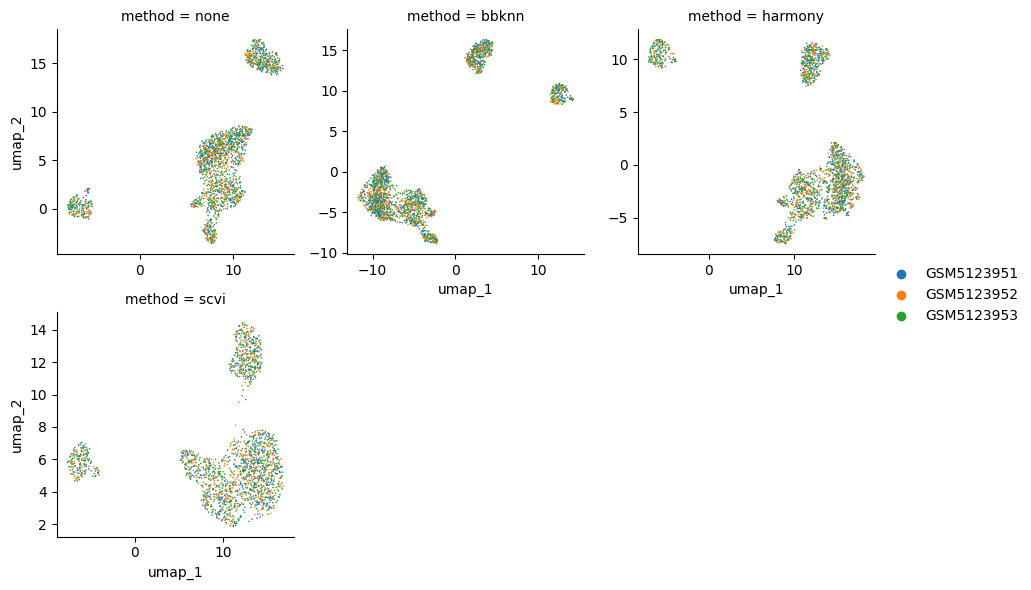 method = none
method = bbknn
method = harmony
umap_2
15
10
5
0
0
10
15
10
5
0
−5
−10
−10
0
10
umap_1
10
5
0
−5
0
10
umap_1
GSM5123951
GSM5123952
GSM5123953
method = scvi
umap_2
14
12
10
8
6
4
2
0
10
umap_1